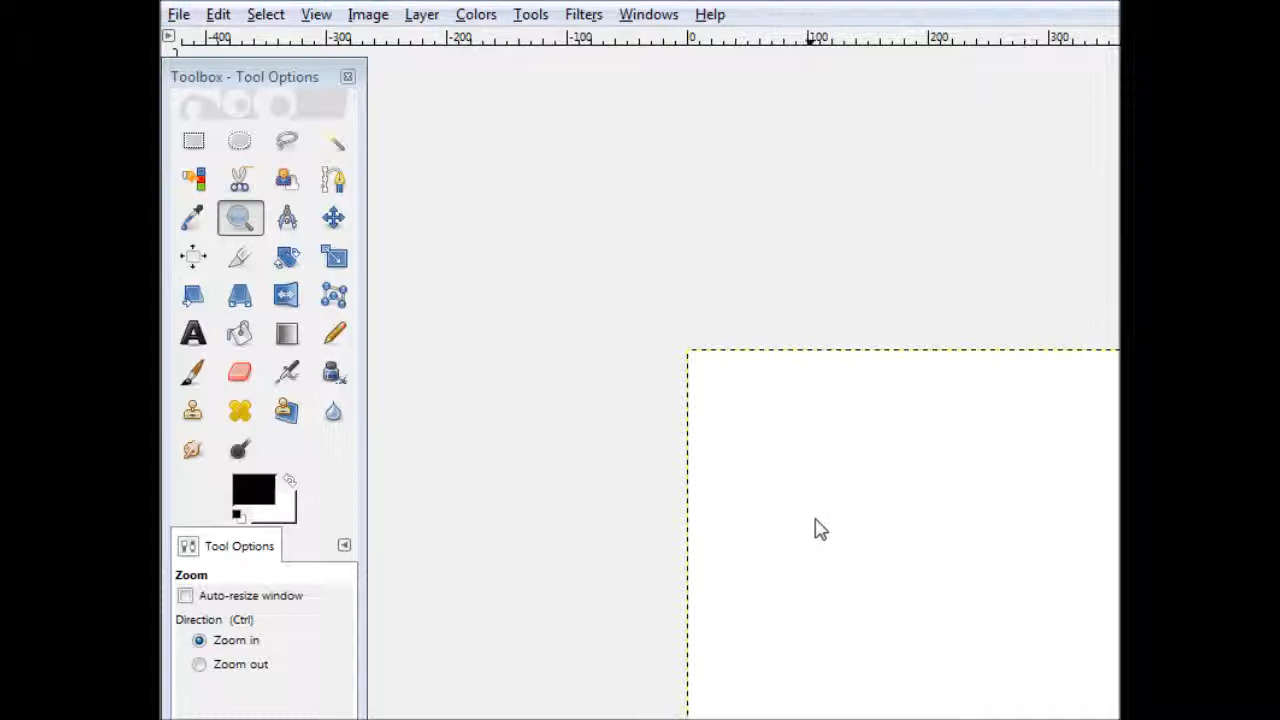 File Edit Select View Image Layer Colors Tools Filters Windows Help
-400 -300 -200 -100 0 100 200 300
Toolbox - Tool Options
Tool Options
Zoom
Auto-resize window
Direction (Ctrl)
Zoom in
Zoom out